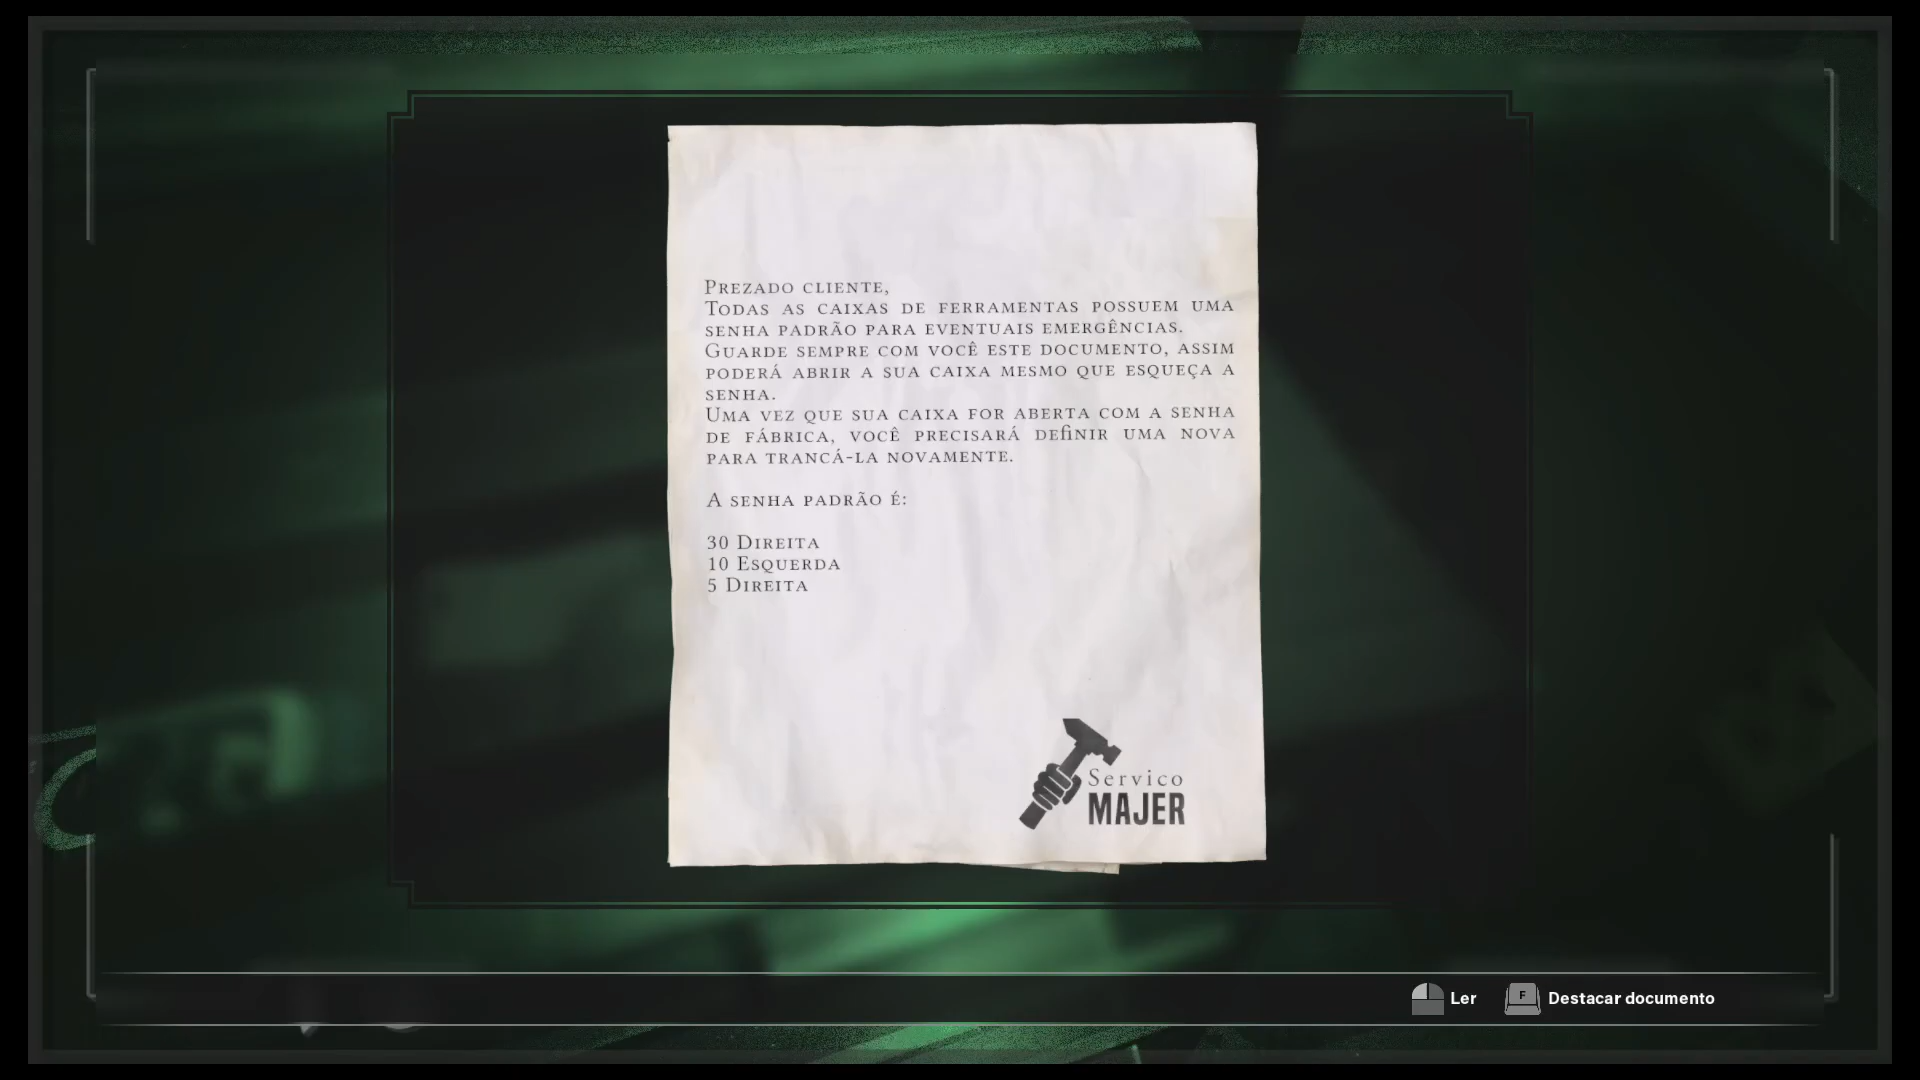 Prezado cliente,
Todas as caixas de ferramentas possuem uma
senha padrão para eventuais emergências.
Guarde sempre com você este documento, assim
poderá abrir a sua caixa mesmo que esqueça a
senha.
Uma vez que sua caixa for aberta com a senha
de fábrica, você precisará definir uma nova
para trancá-la novamente.
A senha padrão é:
30 Direita
10 Esquerda
5 Direita
Servico
MAJER
Ler
F
Destacar documento